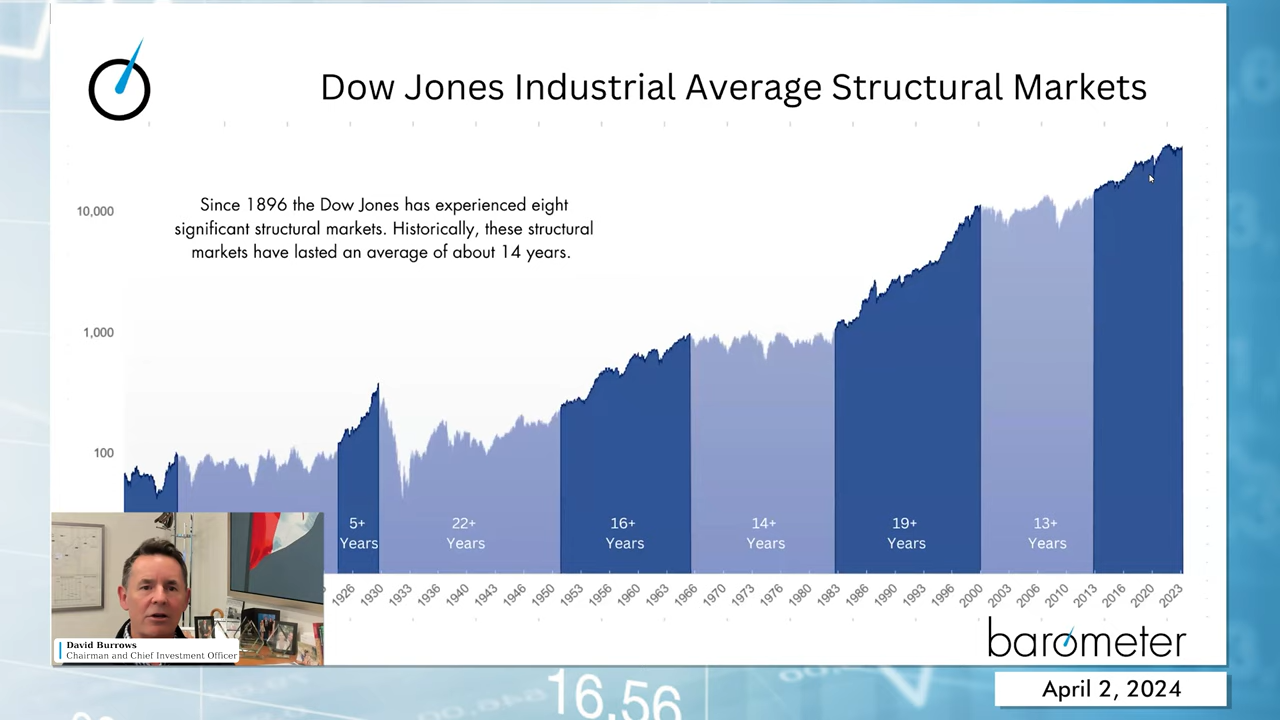 Dow Jones Industrial Average Structural Markets
Since 1896 the Dow Jones has experienced eight
significant structural markets. Historically, these structural
markets have lasted an average of about 14 years.
10,000
1,000
100
5+
Years
22+
Years
16+
Years
14+
Years
19+
Years
13+
Years
1926 1930 1933 1936 1940 1943 1946 1950 1953 1956 1960 1963 1966 1970 1973 1976 1980 1983 1986 1990 1993 1996 2000 2003 2006 2010 2013 2016 2020 2023
David Burrows
Chairman and Chief Investment Officer
barometer
April 2, 2024
16.56